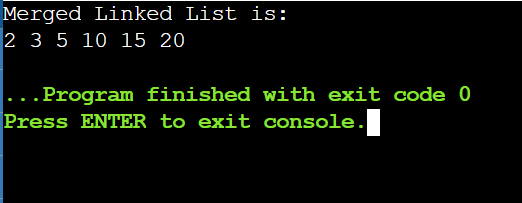 Merged Linked List is:
2 3 5 10 15 20
...Program finished with exit code 0
Press ENTER to exit console.